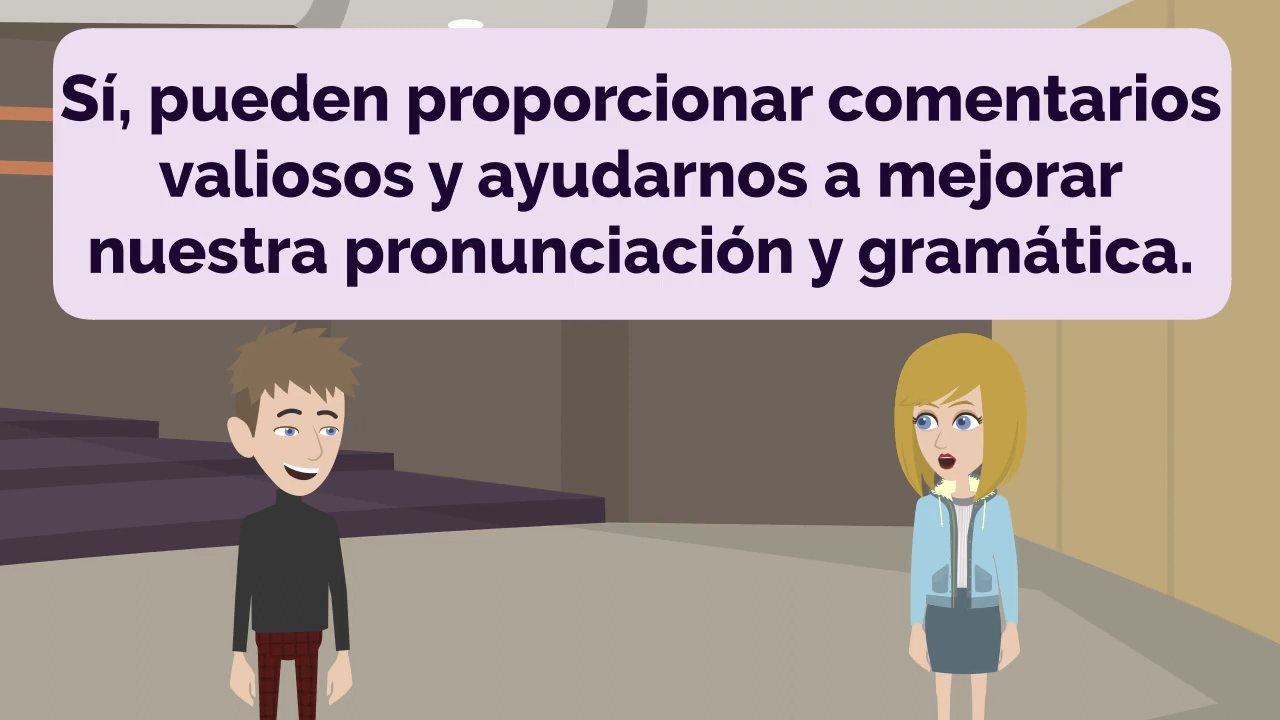 Sí, pueden proporcionar comentarios
valiosos y ayudarnos a mejorar
nuestra pronunciación y gramática.